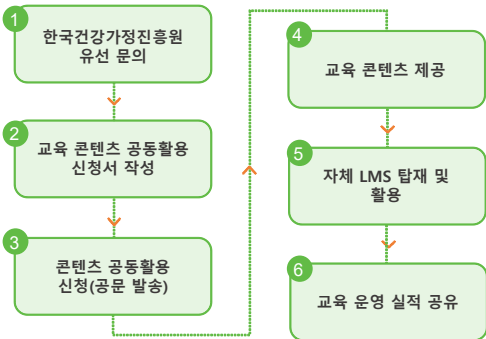 1
한국건강가정진흥원
유선 문의
2
교육 콘텐츠 공동활용
신청서 작성
3
콘텐츠 공동활용
신청(공문 발송)
4
교육 콘텐츠 제공
5
자체 LMS 탑재 및
활용
6
교육 운영 실적 공유